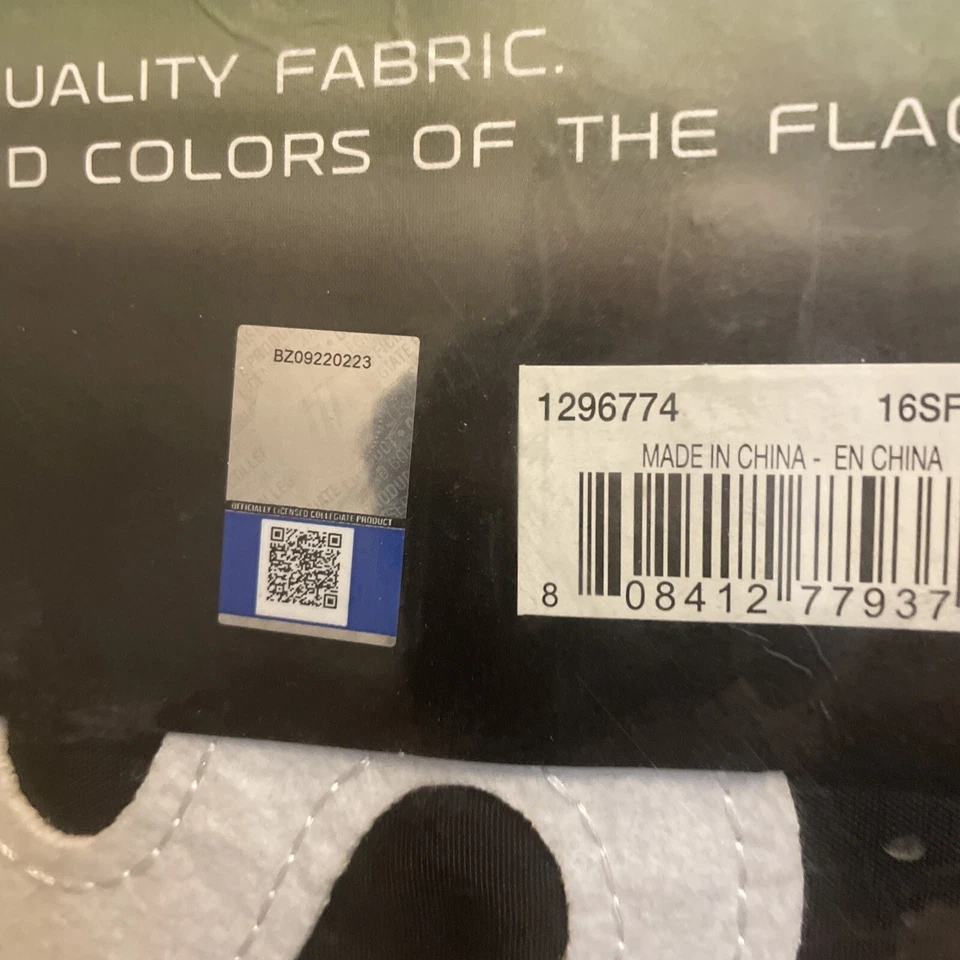 UALITY FABRIC.
D COLORS OF THE FLAG
BZ09220223
OFFICIALLY LICENSED COLLEGIATE PRODUCT
1296774 16SF
MADE IN CHINA - EN CHINA
8 08412 77937